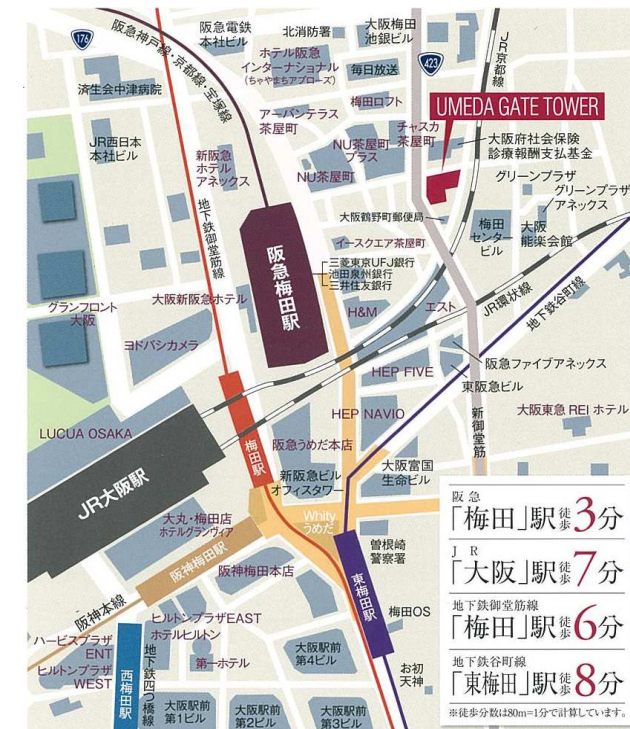 176
阪急神戸線・京都線・宝塚線
阪急電鉄
本社ビル
北消防署
大阪梅田
池銀ビル
ホテル阪急
インターナショナル
(ちゃやまちアプローズ)
毎日放送
423
JR京都線
済生会中津病院
梅田ロフト
UMEDA GATE TOWER
アーバンテラス
茶屋町
チャスカ
茶屋町
JR西日本
本社ビル
NU茶屋町
プラス
大阪府社会保険
診療報酬支払基金
新阪急
ホテル
アネックス
NU茶屋町
グリーンプラザ
グリーンプラザ
アネックス
地下鉄御堂筋線
大阪鶴野町郵便局
梅田
センター
ビル
大阪
能楽会館
阪急梅田駅
イースクエア茶屋町
三菱東京UFJ銀行
池田泉州銀行
三井住友銀行
グランフロント
大阪
大阪新阪急ホテル
H&M
エスト
JR環状線
地下鉄谷町線
ヨドバシカメラ
阪急ファイブアネックス
HEP FIVE
東阪急ビル
LUCUA OSAKA
HEP NAVIO
新御堂筋
大阪東急 REI ホテル
梅田駅
阪急うめだ本店
JR大阪駅
新阪急ビル
オフィスタワー
大阪富国
生命ビル
大丸・梅田店
ホテルグランヴィア
Whity
うめだ
阪神梅田駅
曽根崎
警察署
阪神梅田本店
東梅田駅
阪神本線
ヒルトンプラザEAST
ホテルヒルトン
梅田OS
ハービスプラザ
ENT
ヒルトンプラザ
WEST
西梅田駅
地下鉄四つ橋線
第一ホテル
大阪駅前
第4ビル
お初
天神
大阪駅前
第1ビル
大阪駅前
第2ビル
大阪駅前
第3ビル
阪急
「梅田」駅徒歩3分
JR
「大阪」駅徒歩7分
地下鉄御堂筋線
「梅田」駅徒歩6分
地下鉄谷町線
「東梅田」駅徒歩8分
※徒歩分数は80m=1分で計算しています。